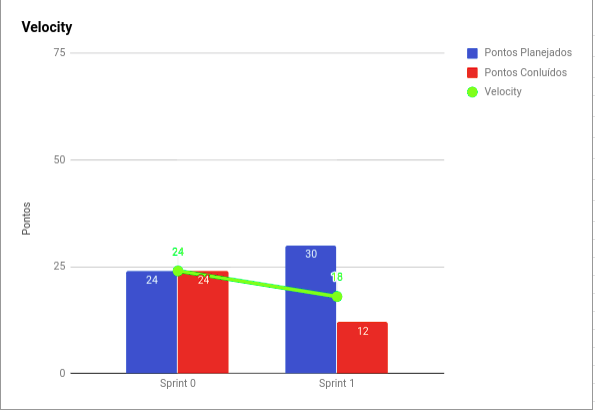 Velocity
75
50
25
0
Pontos
24
24
24
30
18
12
Sprint 0
Sprint 1
Pontos Planejados
Pontos Conluídos
Velocity